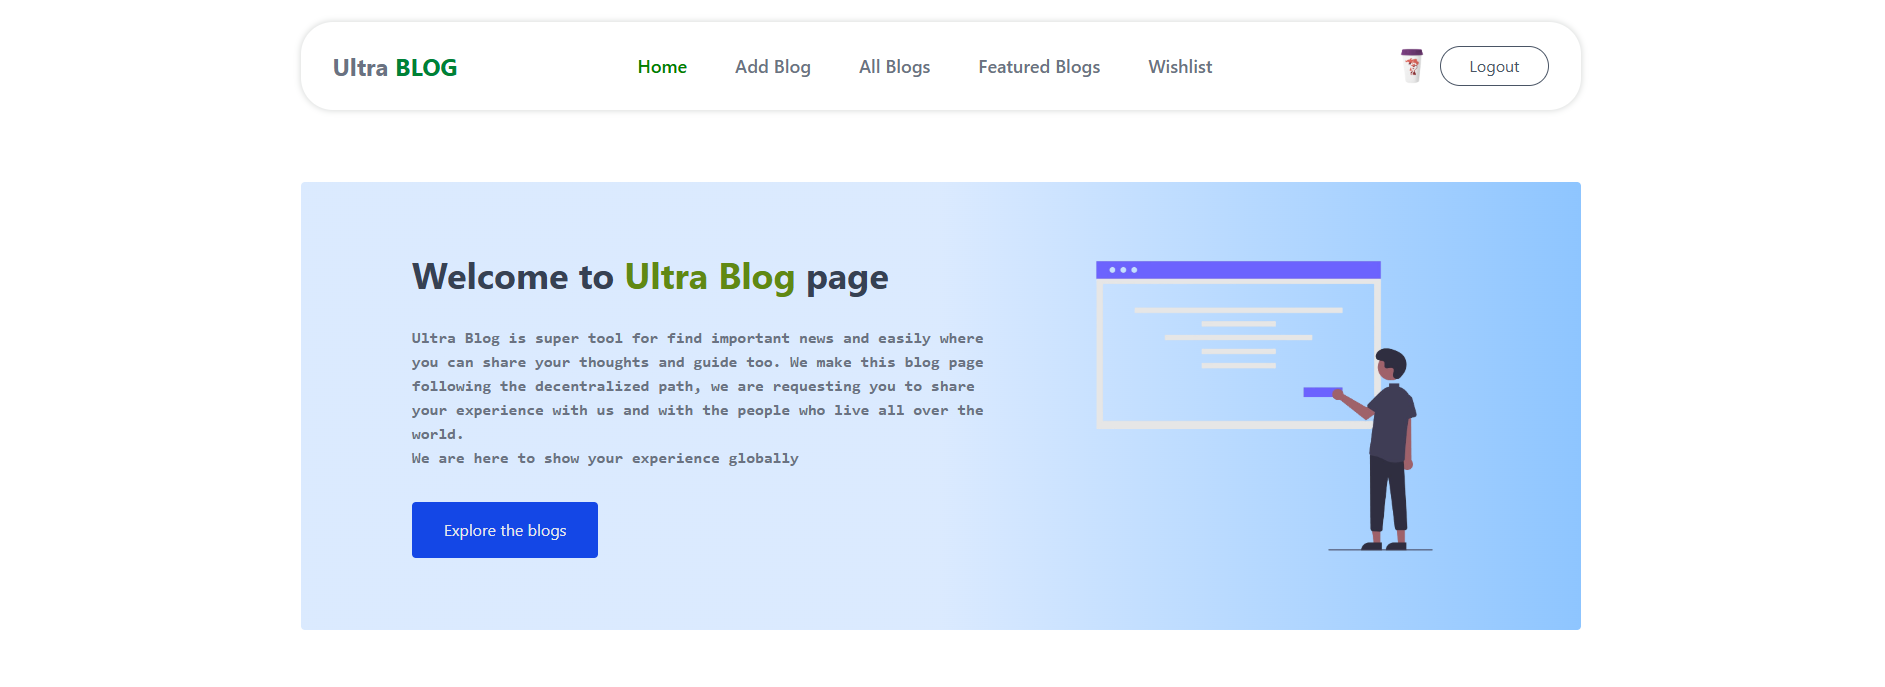 Ultra BLOG
Home
Add Blog
All Blogs
Featured Blogs
Wishlist
Logout
Welcome to Ultra Blog page
Ultra Blog is super tool for find important news and easily where
you can share your thoughts and guide too. We make this blog page
following the decentralized path, we are requesting you to share
your experience with us and with the people who live all over the
world.
We are here to show your experience globally
Explore the blogs